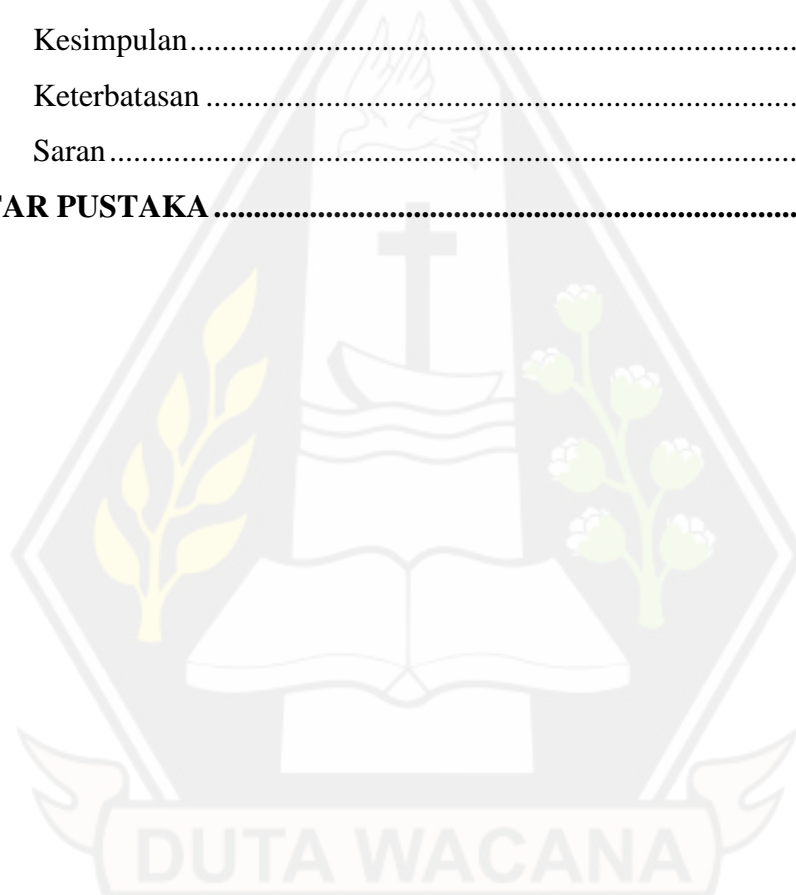 Kesimpulan................................................................................
Keterbatasan..............................................................................
Saran..........................................................................................
TAR PUSTAKA.........................................................................
DUTA WACANA